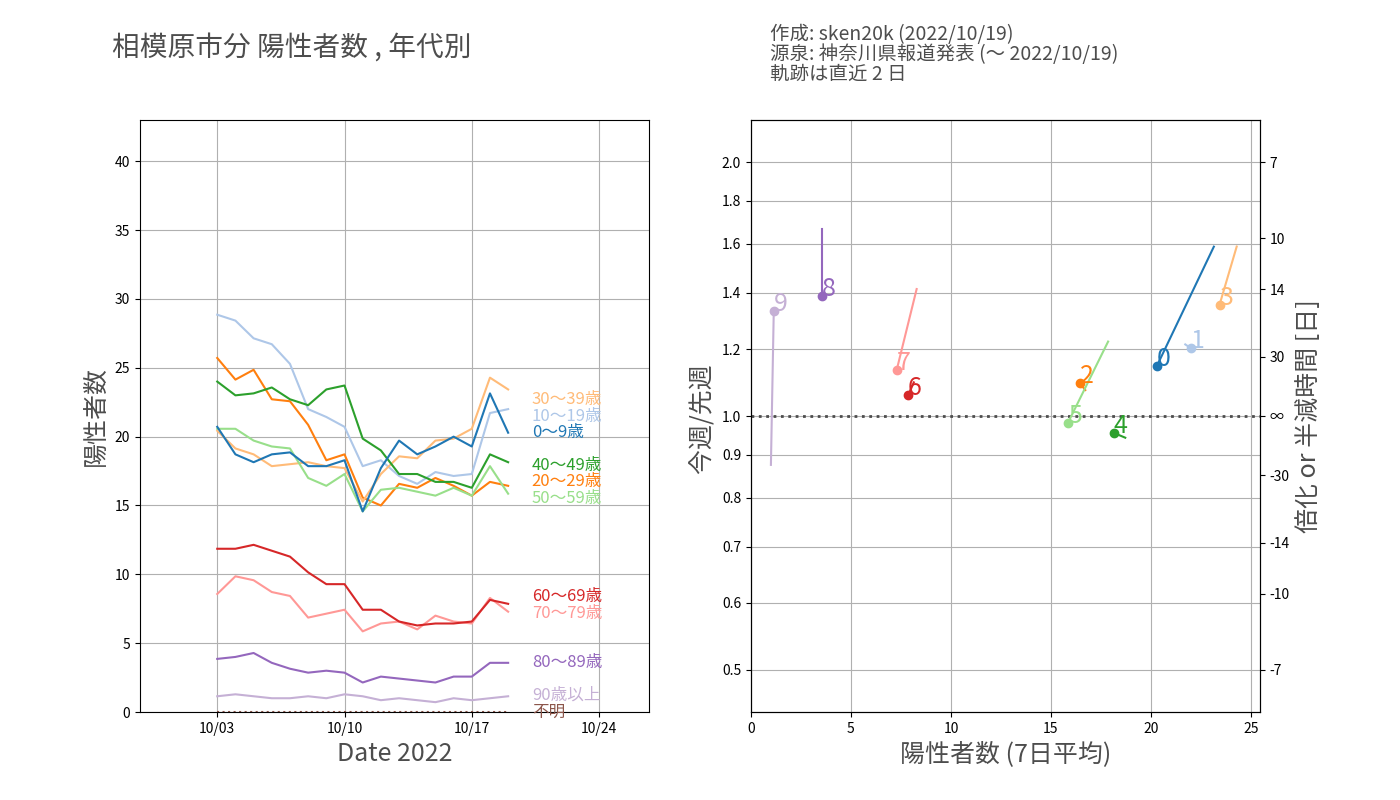 相模原市分 陽性者数 , 年代別
作成: sken20k (2022/10/19)
源泉: 神奈川県報道発表 (～ 2022/10/19)
軌跡は直近 2 日
陽性者数
40
35
30
25
20
15
10
5
0
10/03
10/10
10/17
10/24
Date 2022
30～39歳
10～19歳
0～9歳
40～49歳
20～29歳
50～59歳
60～69歳
70～79歳
80～89歳
90歳以上
不明
今週/先週
2.0
1.8
1.6
1.4
1.2
1.0
0.9
0.8
0.7
0.6
0.5
0
5
10
15
20
25
陽性者数 (7日平均)
9
8
7
6
5
4
2
0
1
3
7
10
14
30
∞
-30
-14
-10
-7
倍化 or 半減時間 [日]